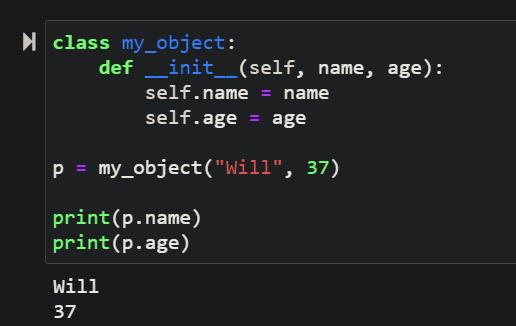 class my_object:
    def __init__(self, name, age):
        self.name = name
        self.age = age

p = my_object("Will", 37)

print(p.name)
print(p.age)
Will
37